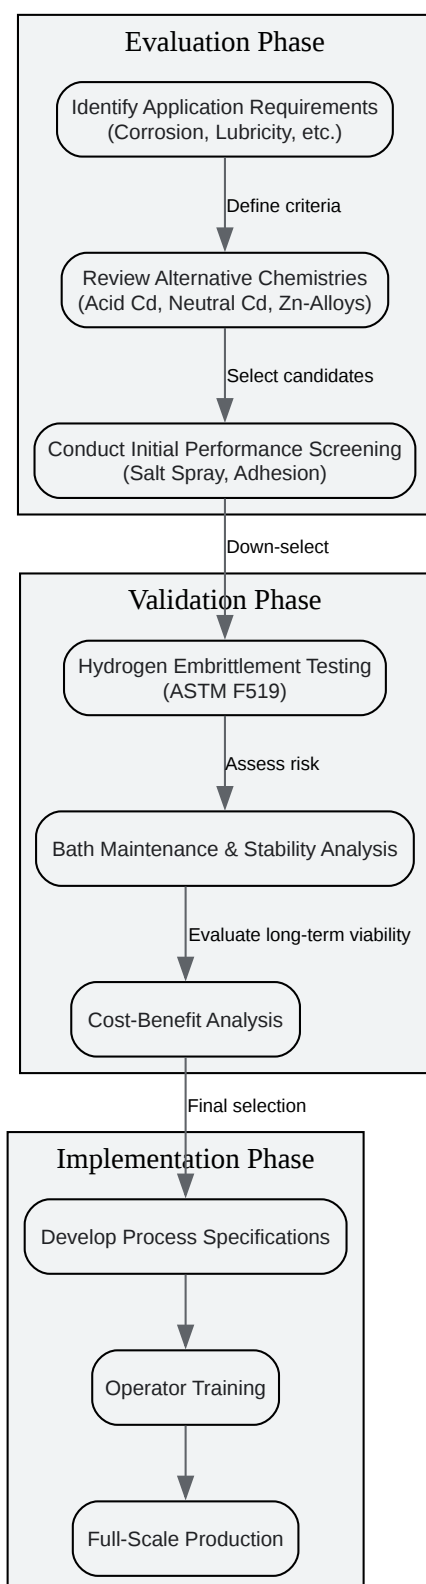 Evaluation Phase
Identify Application Requirements
(Corrosion, Lubricity, etc.)
Define criteria
Review Alternative Chemistries
(Acid Cd, Neutral Cd, Zn-Alloys)
Select candidates
Conduct Initial Performance Screening
(Salt Spray, Adhesion)
Down-select
Validation Phase
Hydrogen Embrittlement Testing
(ASTM F519)
Assess risk
Bath Maintenance & Stability Analysis
Evaluate long-term viability
Cost-Benefit Analysis
Final selection
Implementation Phase
Develop Process Specifications
Operator Training
Full-Scale Production